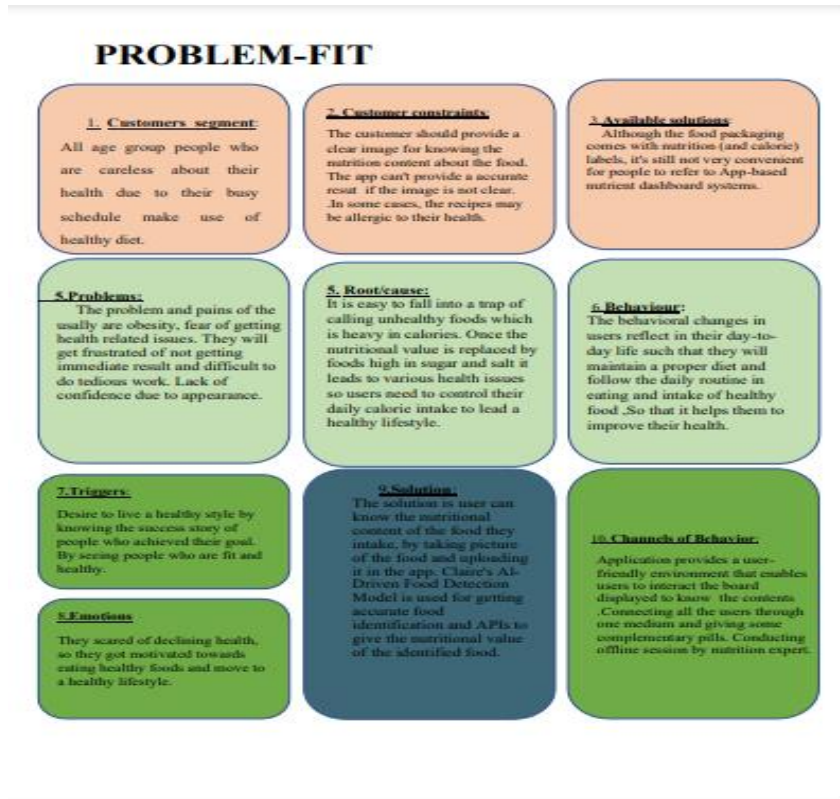 PROBLEM-FIT
1. Customers segment:
All age group people who
are careless about their
health due to their busy
schedule make use of
healthy diet.
2. Customer constraints:
The customer should provide a
clear image for knowing the
nutrition content about the food.
The app can't provide a accurate
resut if the image is not clear.
.In some cases, the recipes may
be allergic to their health.
3. Available solutions:
Although the food packaging
comes with nutrition (and calorie)
labels, it's still not very convenient
for people to refer to App-based
nutrient dashboard systems.
5.Problems:
The problem and pains of the
usally are obesity, fear of getting
health related issues. They will
get frustrated of not getting
immediate result and difficult to
do tedious work. Lack of
confidence due to appearance.
5. Root/cause:
It is easy to fall into a trap of
calling unhealthy foods which
is heavy in calories. Once the
nutritional value is replaced by
foods high in sugar and salt it
leads to various health issues
so users need to control their
daily calorie intake to lead a
healthy lifestyle.
6.Behaviour:
The behavioral changes in
users reflect in their day-to-
day life such that they will
maintain a proper diet and
follow the daily routine in
eating and intake of healthy
food .So that it helps them to
improve their health.
7.Triggers:
Desire to live a healthy style by
knowing the success story of
people who achieved their goal.
By seeing people who are fit and
healthy.
8.Emotions
They scared of declining health,
so they got motivated towards
eating healthy foods and move to
a healthy lifestyle.
9.Solution:
The solution is user can
know the nutritional
content of the food they
intake, by taking picture
of the food and uploading
it in the app. Claire's AI-
Driven Food Detection
Model is used for getting
accurate food
identification and APIs to
give the nutritional value
of the identified food.
10. Channels of Behavior:
Application provides a user-
friendly environment that enables
users to interact the board
displayed to know the contents
.Connecting all the users through
one medium and giving some
complementary pills. Conducting
offline session by nutrition expert.